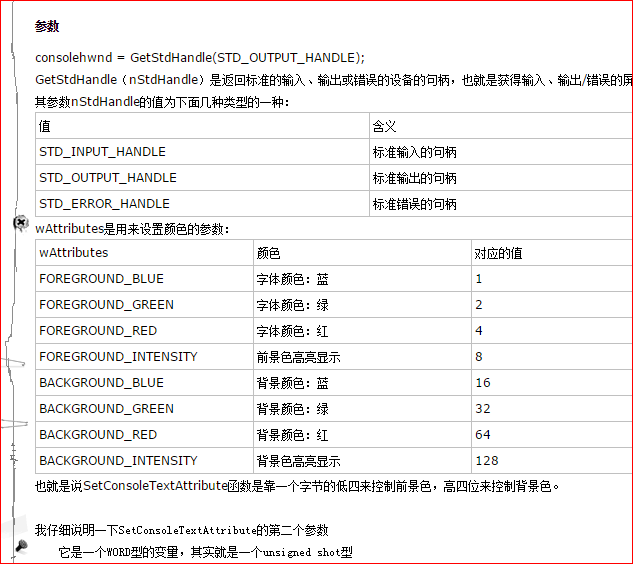 参数
consolehwnd = GetStdHandle(STD_OUTPUT_HANDLE);
GetStdHandle（nStdHandle）是返回标准的输入、输出或错误的设备的句柄，也就是获得输入、输出/错误的屏
其参数nStdHandle的值为下面几种类型的一种：
值 含义
STD_INPUT_HANDLE 标准输入的句柄
STD_OUTPUT_HANDLE 标准输出的句柄
STD_ERROR_HANDLE 标准错误的句柄
wAttributes是用来设置颜色的参数：
wAttributes 颜色 对应的值
FOREGROUND_BLUE 字体颜色：蓝 1
FOREGROUND_GREEN 字体颜色：绿 2
FOREGROUND_RED 字体颜色：红 4
FOREGROUND_INTENSITY 前景色高亮显示 8
BACKGROUND_BLUE 背景颜色：蓝 16
BACKGROUND_GREEN 背景颜色：绿 32
BACKGROUND_RED 背景颜色：红 64
BACKGROUND_INTENSITY 背景色高亮显示 128
也就是说SetConsoleTextAttribute函数是靠一个字节的低四来控制前景色，高四位来控制背景色。
我仔细说明一下SetConsoleTextAttribute的第二个参数
它是一个WORD型的变量，其实就是一个unsigned shot型